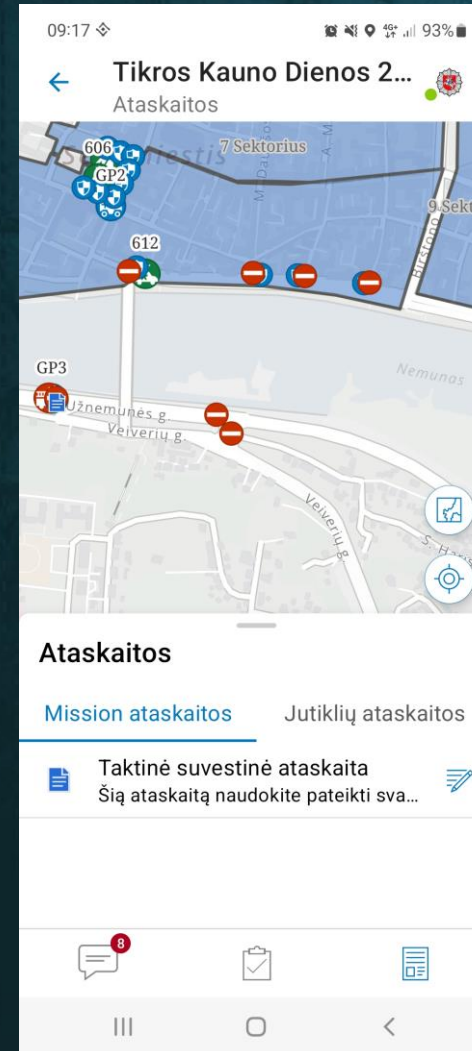 09:17
4G+ 93%
Tikros Kauno Dienos 2...
Ataskaitos
606
7 Sektorius
GP2
9 Sekt
612
GP3
Nemunas
Užnemunės g.
Veiverių g.
Veiverių g.
Ataskaitos
Mission ataskaitos
Jutiklių ataskaitos
Taktinė suvestinė ataskaita
Šią ataskaitą naudokite pateikti sva...
8